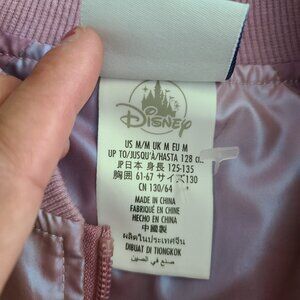 Disney
US M/M UK M EU M
UP TO/JUSQU'À/HASTA 128
JP日本 身長 125-135
胸囲 61-67 サイズ 130
CN 130/64
MADE IN CHINA
FABRIQUÉ EN CHINE
HECHO EN CHINA
中國製
ผลิตในประเทศจีน
DIBUAT DI TIONGKOK
صنع في الصين